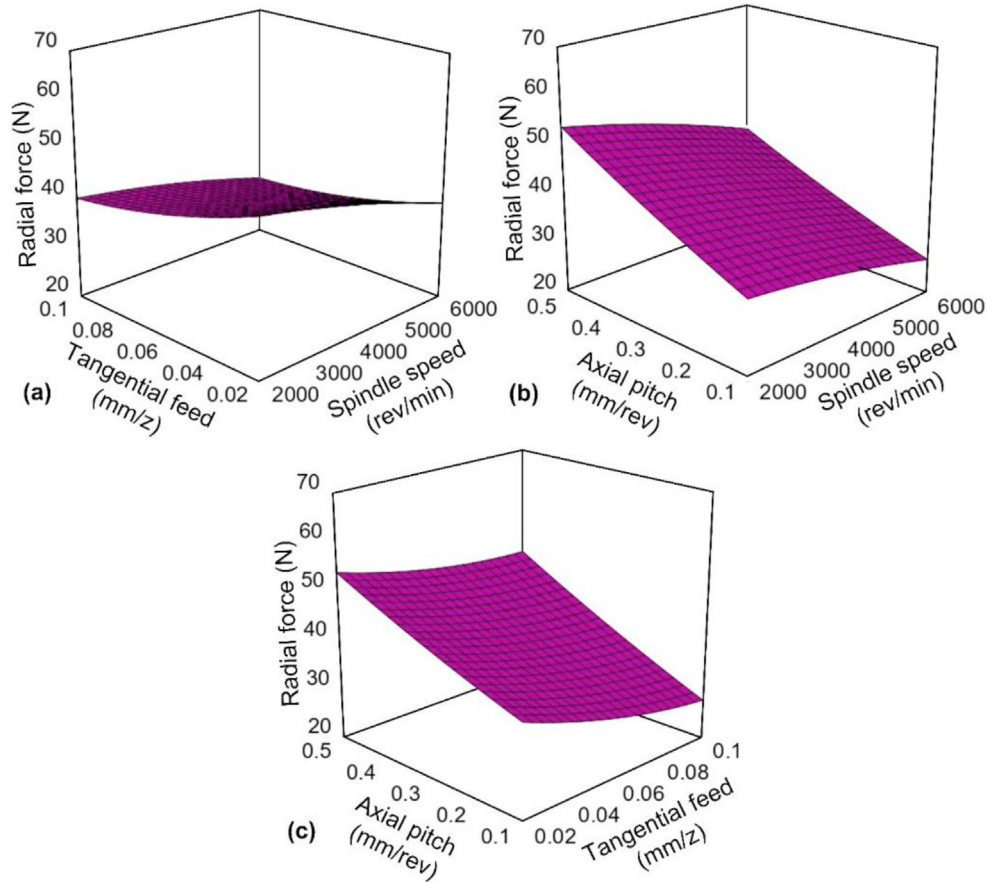 70
60
50
40
30
20
Radial force (N)
0.1
0.08
0.06
0.04
0.02
Tangential feed
(mm/z)
2000
3000
4000
5000
6000
Spindle speed
(rev/min)
(a)
70
60
50
40
30
20
Radial force (N)
0.5
0.4
0.3
0.2
0.1
Axial pitch
(mm/rev)
2000
3000
4000
5000
6000
Spindle speed
(rev/min)
(b)
70
60
50
40
30
20
Radial force (N)
0.5
0.4
0.3
0.2
0.1
Axial pitch
(mm/rev)
0.02
0.04
0.06
0.08
0.1
Tangential feed
(mm/z)
(c)